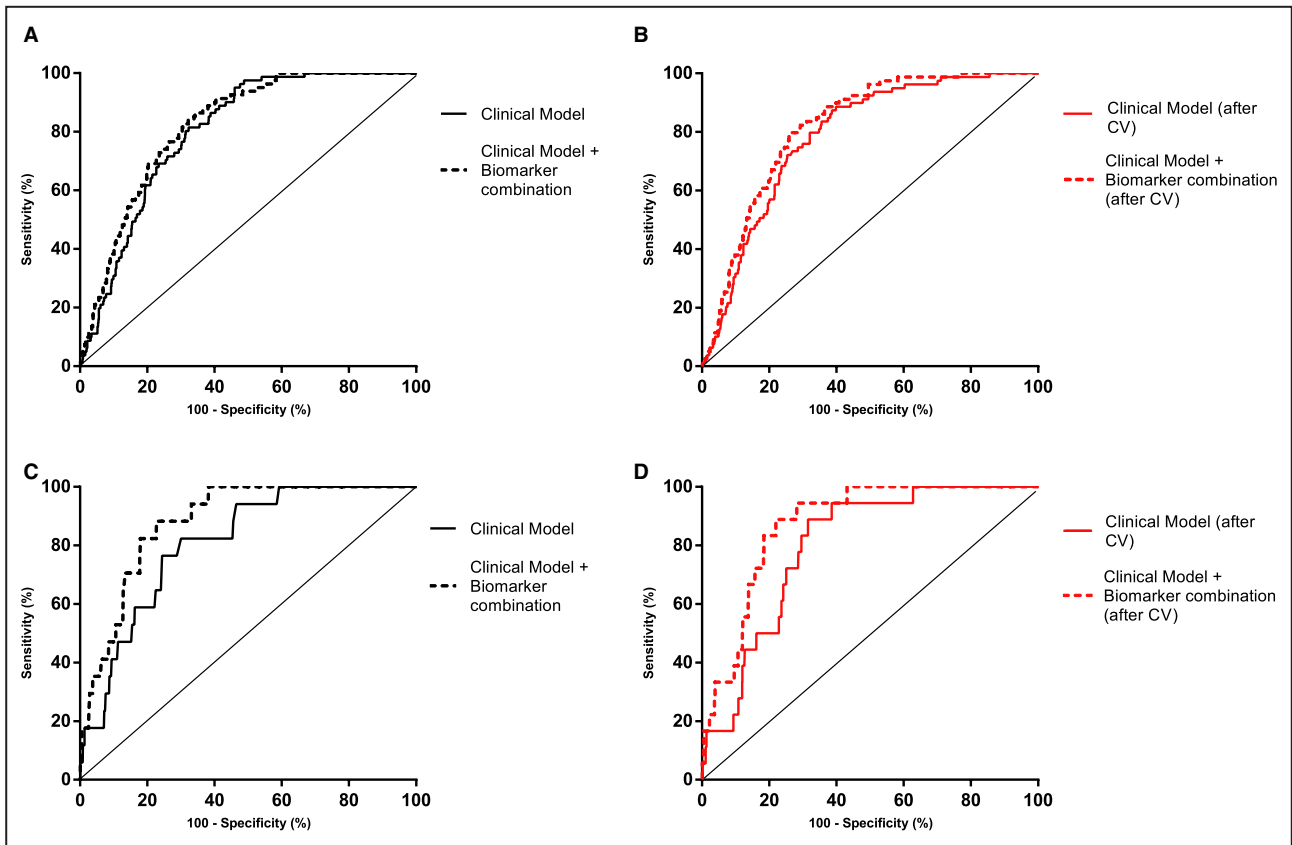 A
100
80
60
40
20
0
Sensitivity (%)
0 20 40 60 80 100
100 - Specificity (%)
Clinical Model
Clinical Model +
Biomarker
combination
B
100
80
60
40
20
0
Sensitivity (%)
0 20 40 60 80 100
100 - Specificity (%)
Clinical Model (after
CV)
Clinical Model +
Biomarker combination
(after CV)
C
100
80
60
40
20
0
Sensitivity (%)
0 20 40 60 80 100
100 - Specificity (%)
Clinical Model
Clinical Model +
Biomarker
combination
D
100
80
60
40
20
0
Sensitivity (%)
0 20 40 60 80 100
100 - Specificity (%)
Clinical Model (after
CV)
Clinical Model +
Biomarker combination
(after CV)